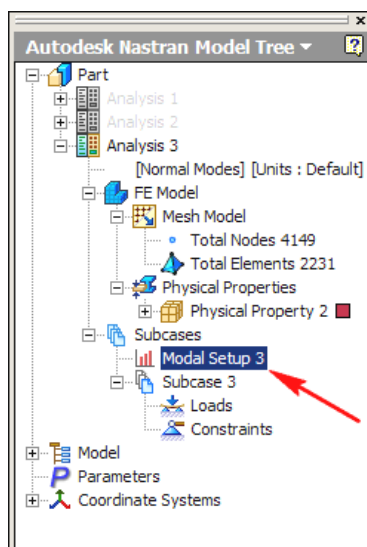 Autodesk Nastran Model Tree
Part
Analysis 1
Analysis 2
Analysis 3
[Normal Modes] [Units : Default]
FE Model
Mesh Model
Total Nodes 4149
Total Elements 2231
Physical Properties
Physical Property 2
Subcases
Modal Setup 3
Subcase 3
Loads
Constraints
Model
Parameters
Coordinate Systems